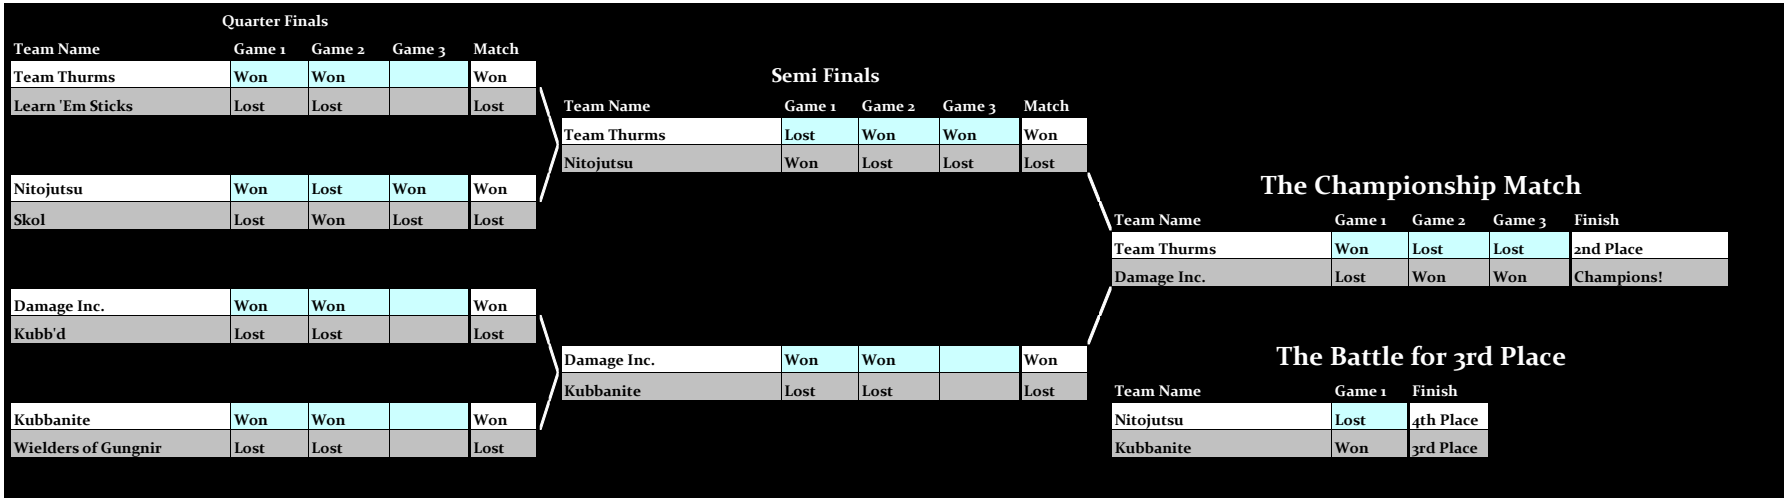 Quarter Finals
Team Name Game 1 Game 2 Game 3 Match
Team Thurms Won Won Won
Learn 'Em Sticks Lost Lost Lost
Nitojutsu Won Lost Won Won
Skol Lost Won Lost Lost
Damage Inc. Won Won Won
Kubb'd Lost Lost Lost
Kubbanite Won Won Won
Wielders of Gungnir Lost Lost Lost
Semi Finals
Team Name Game 1 Game 2 Game 3 Match
Team Thurms Lost Won Won Won
Nitojutsu Won Lost Lost Lost
Damage Inc. Won Won Won
Kubbanite Lost Lost Lost
The Championship Match
Team Name Game 1 Game 2 Game 3 Finish
Team Thurms Won Lost Lost 2nd Place
Damage Inc. Lost Won Won Champions!
The Battle for 3rd Place
Team Name Game 1 Finish
Nitojutsu Lost 4th Place
Kubbanite Won 3rd Place